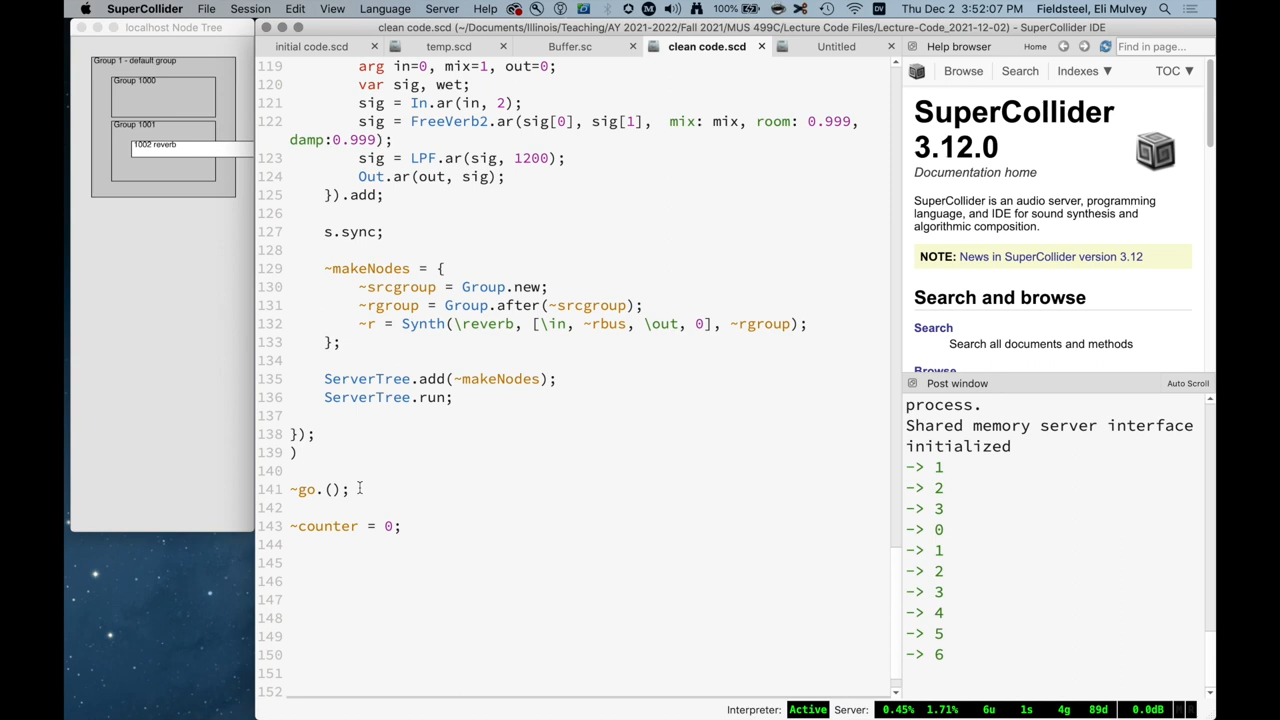 SuperCollider File Session Edit View Language Server Help 100% Thu Dec 2 3:52:07 PM Fieldsteel, Eli Mulvey
localhost Node Tree
clean code.scd (~/Documents/Illinois/Teaching/AY 2021-2022/Fall 2021/MUS 499C/Lecture Code Files/Lecture-Code_2021-12-02) - SuperCollider IDE
initial code.scd temp.scd Buffer.sc clean code.scd Untitled
Group 1 - default group
Group 1000
Group 1001
1002 reverb
119 arg in=0, mix=1, out=0;
120 var sig, wet;
121 sig = In.ar(in, 2);
122 sig = FreeVerb2.ar(sig[0], sig[1], mix: mix, room: 0.999,
damp:0.999);
123 sig = LPF.ar(sig, 1200);
124 Out.ar(out, sig);
125 }).add;
126
127 s.sync;
128
129 ~makeNodes = {
130 ~srcgroup = Group.new;
131 ~rgroup = Group.after(~srcgroup);
132 ~r = Synth(\reverb, [\in, ~rbus, \out, 0], ~rgroup);
133 };
134
135 ServerTree.add(~makeNodes);
136 ServerTree.run;
137
138 });
139 )
140
141 ~go.();
142
143 ~counter = 0;
144
145
146
147
148
149
150
151
152
Help browser Home Find in page...
Browse Search Indexes ▼ TOC ▼
SuperCollider
3.12.0
Documentation home
SuperCollider is an audio server, programming
language, and IDE for sound synthesis and
algorithmic composition.
NOTE: News in SuperCollider version 3.12
Search and browse
Search
Search all documents and methods
Browse
Post window Auto Scroll
process.
Shared memory server interface
initialized
-> 1
-> 2
-> 3
-> 0
-> 1
-> 2
-> 3
-> 4
-> 5
-> 6
Interpreter: Active Server: 0.45% 1.71% 6u 1s 4g 89d 0.0dB M R